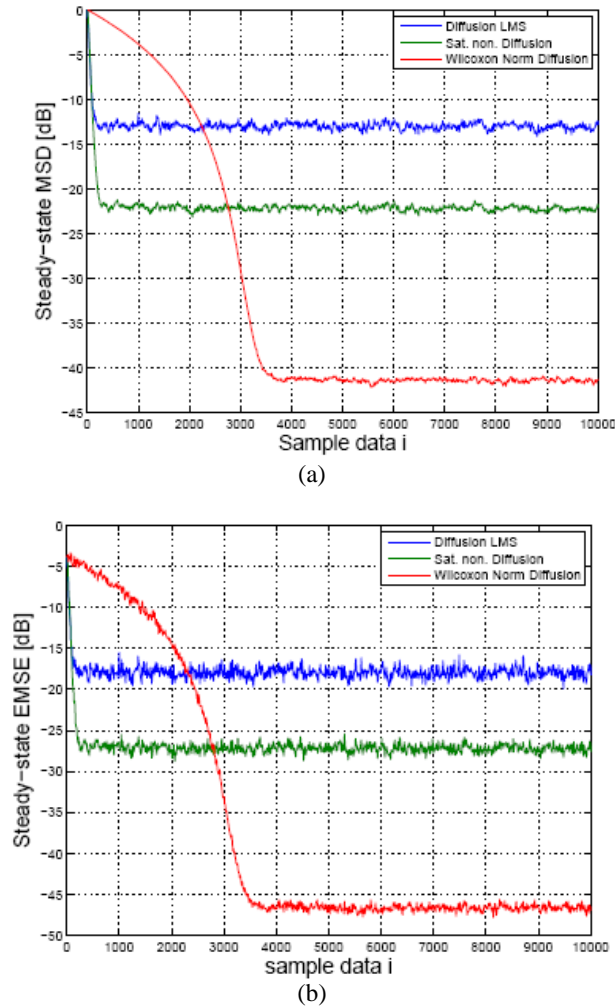 0
−5
−10
−15
−20
−25
−30
−35
−40
−45
Steady-state MSD [dB]
Diffusion LMS
Sat. non. Diffusion
Wilcoxon Norm Diffusion
0 1000 2000 3000 4000 5000 6000 7000 8000 9000 10000
Sample data i
(a)
0
−5
−10
−15
−20
−25
−30
−35
−40
−45
−50
Steady-state EMSE [dB]
Diffusion LMS
Sat. non. Diffusion
Wilcoxon Norm Diffusion
0 1000 2000 3000 4000 5000 6000 7000 8000 9000 10000
sample data i
(b)